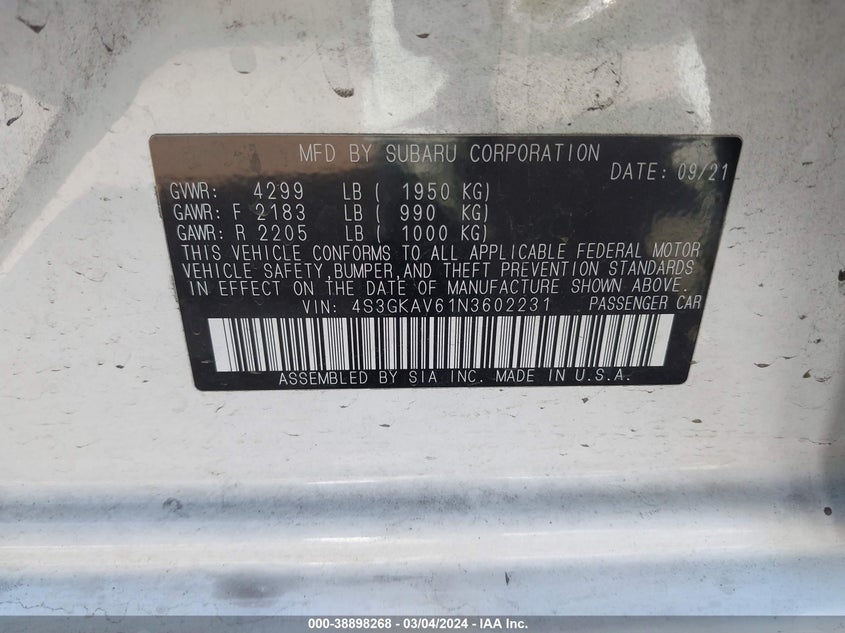 MFD BY SUBARU CORPORATION
DATE: 09/21
GVWR: 4299 LB ( 1950 KG)
GAWR: F 2183 LB ( 990 KG)
GAWR: R 2205 LB ( 1000 KG)
THIS VEHICLE CONFORMS TO ALL APPLICABLE FEDERAL MOTOR
VEHICLE SAFETY,BUMPER,AND THEFT PREVENTION STANDARDS
IN EFFECT ON THE DATE OF MANUFACTURE SHOWN ABOVE.
VIN: 4S3GKAV61N3602231 PASSENGER CAR
ASSEMBLED BY SIA INC. MADE IN U.S.A.
000-38898268 - 03/04/2024 - IAA Inc.